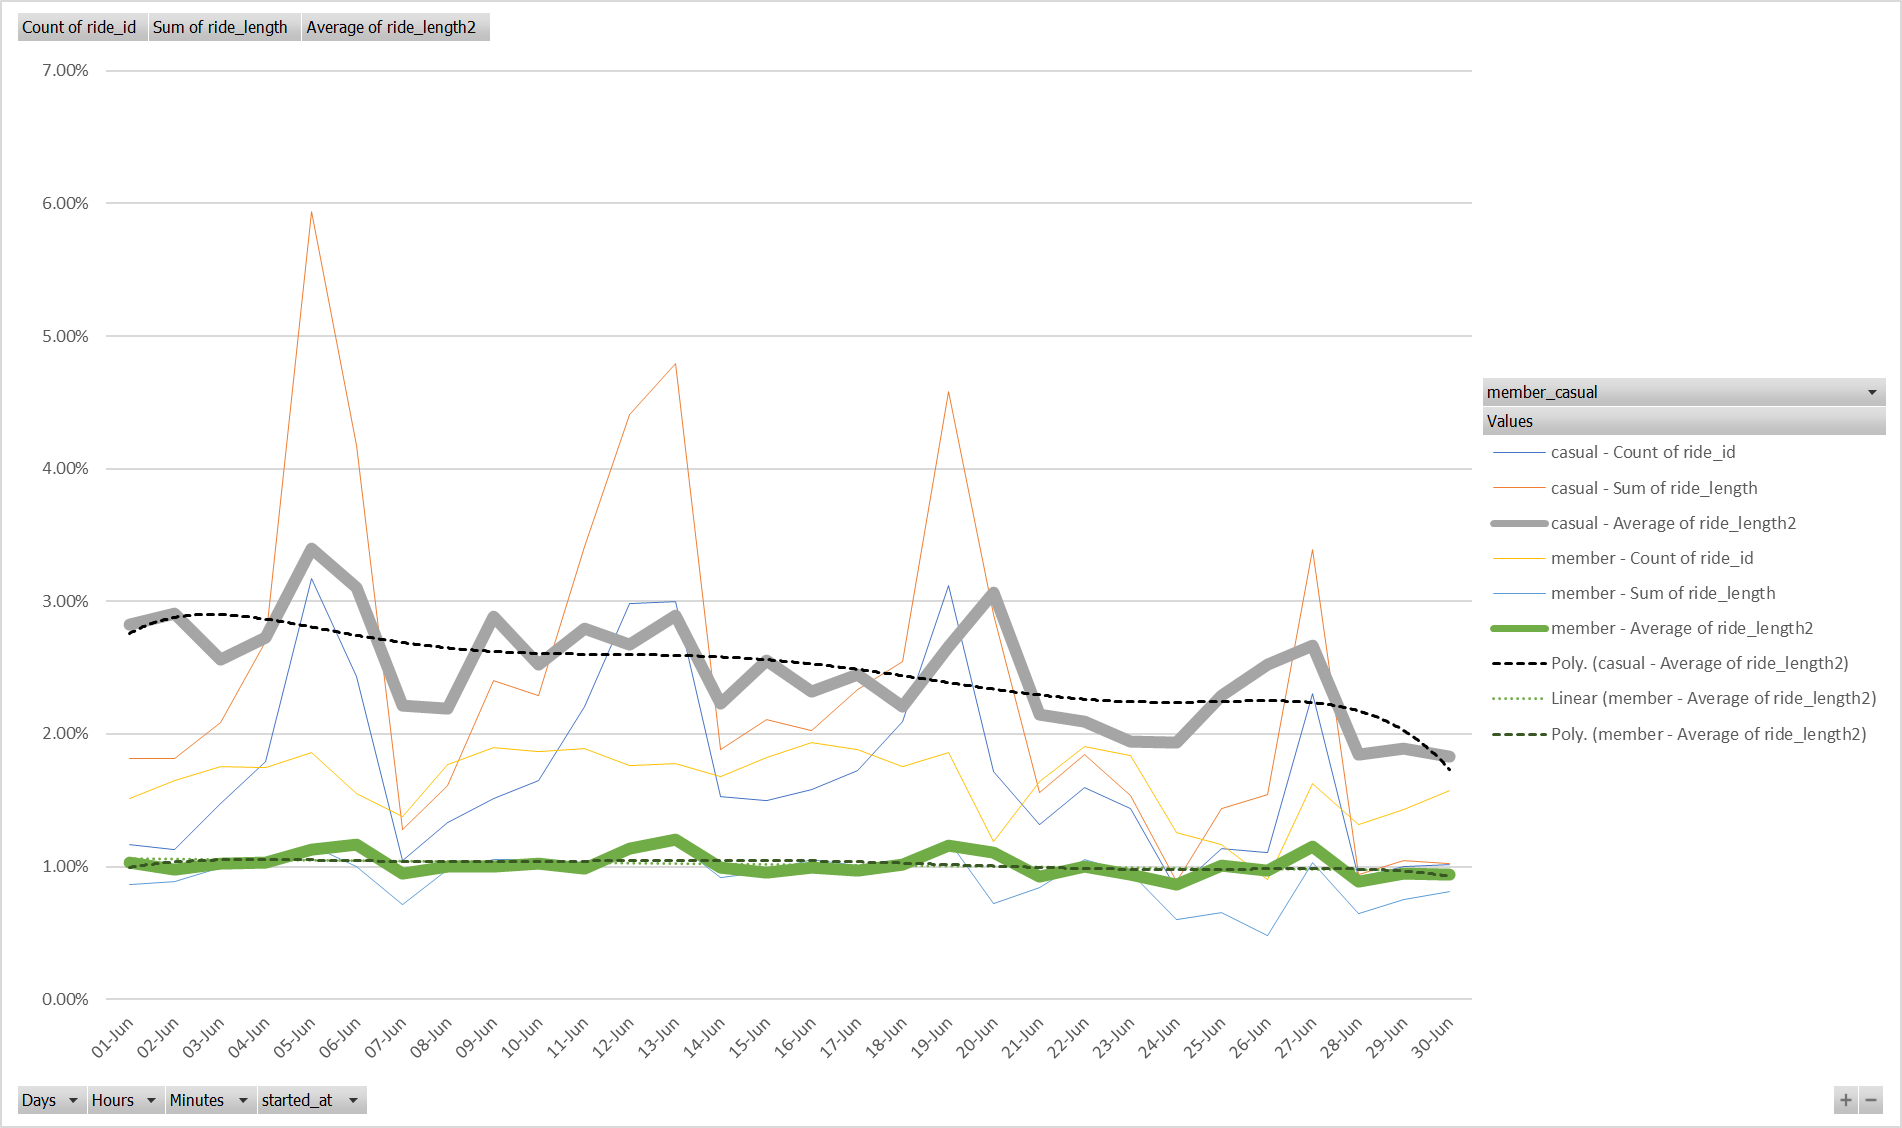 Count of ride_id Sum of ride_length Average of ride_length2
7.00%
6.00%
5.00%
4.00%
3.00%
2.00%
1.00%
0.00%
01-Jun 02-Jun 03-Jun 04-Jun 05-Jun 06-Jun 07-Jun 08-Jun 09-Jun 10-Jun 11-Jun 12-Jun 13-Jun 14-Jun 15-Jun 16-Jun 17-Jun 18-Jun 19-Jun 20-Jun 21-Jun 22-Jun 23-Jun 24-Jun 25-Jun 26-Jun 27-Jun 28-Jun 29-Jun 30-Jun
member_casual
Values
casual - Count of ride_id
casual - Sum of ride_length
casual - Average of ride_length2
member - Count of ride_id
member - Sum of ride_length
member - Average of ride_length2
Poly. (casual - Average of ride_length2)
Linear (member - Average of ride_length2)
Poly. (member - Average of ride_length2)
Days Hours Minutes started_at